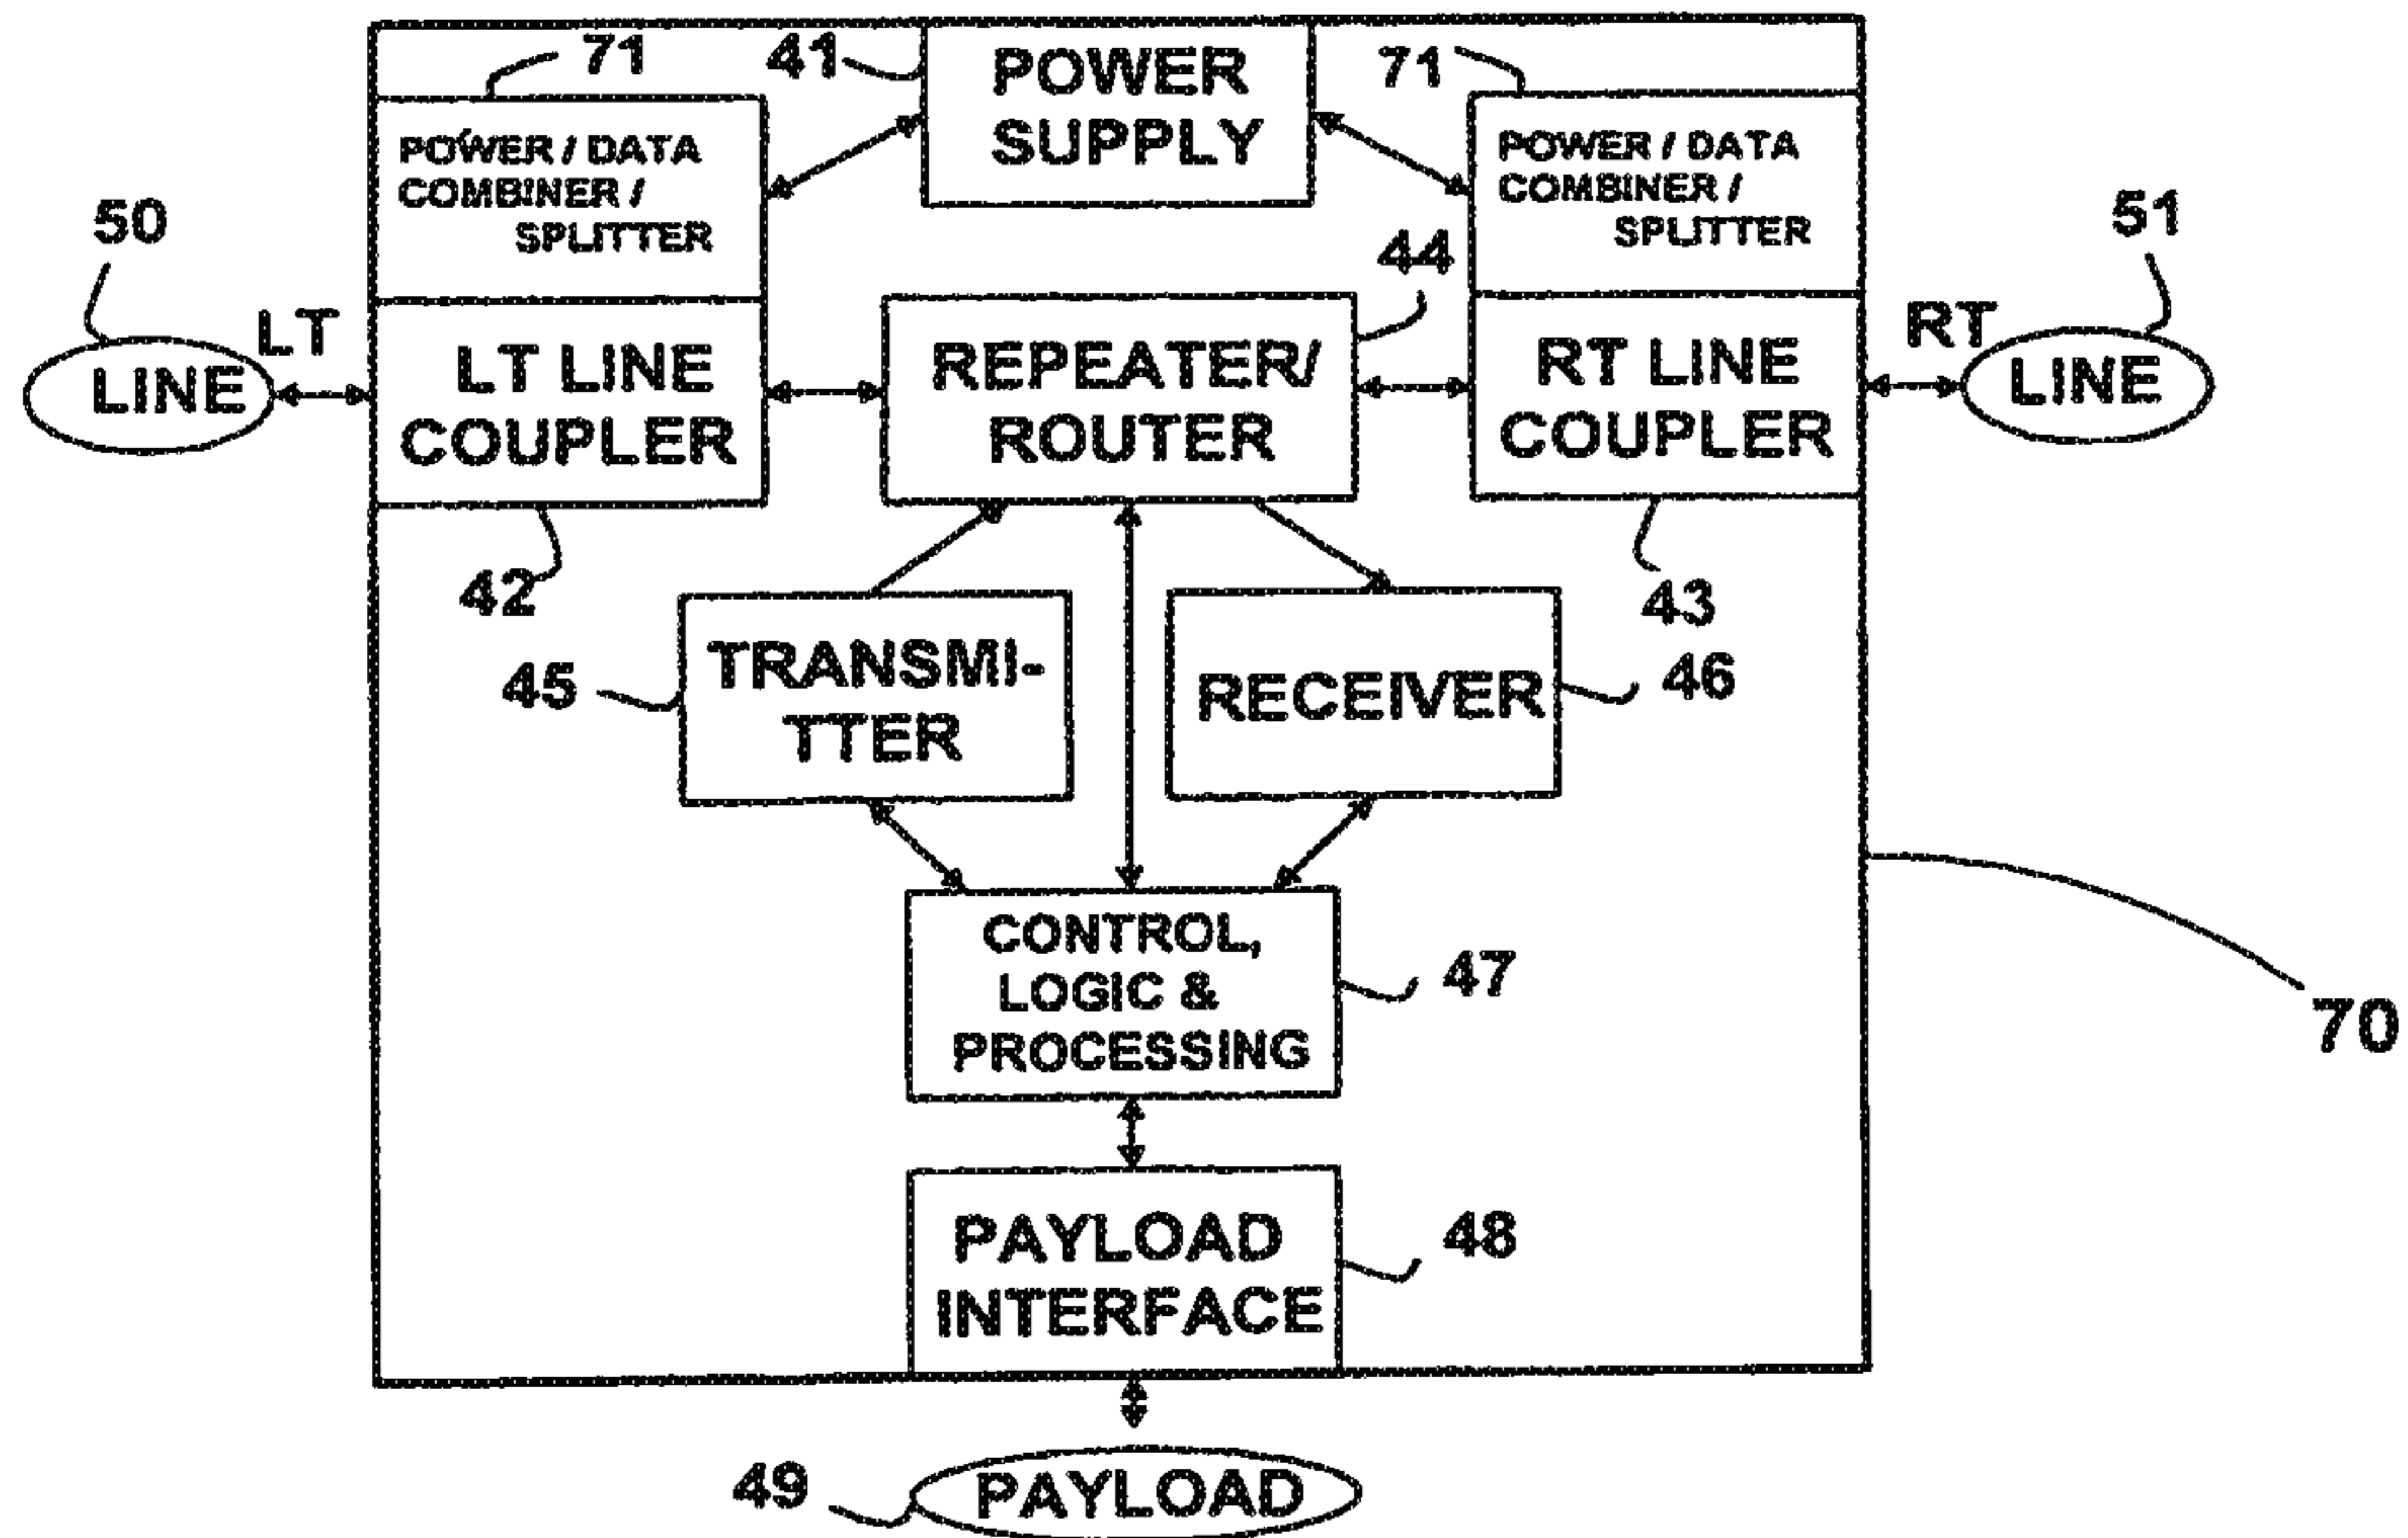 71
41
POWER
SUPPLY
71
POWER / DATA
COMBINER /
SPLITTER
POWER / DATA
COMBINER /
SPLITTER
50
51
44
LT
RT
LINE
LT LINE
COUPLER
REPEATER/
ROUTER
RT LINE
COUPLER
LINE
42
43
45
TRANSMI-
TTER
RECEIVER
46
CONTROL,
LOGIC &
PROCESSING
47
70
PAYLOAD
INTERFACE
48
49
PAYLOAD